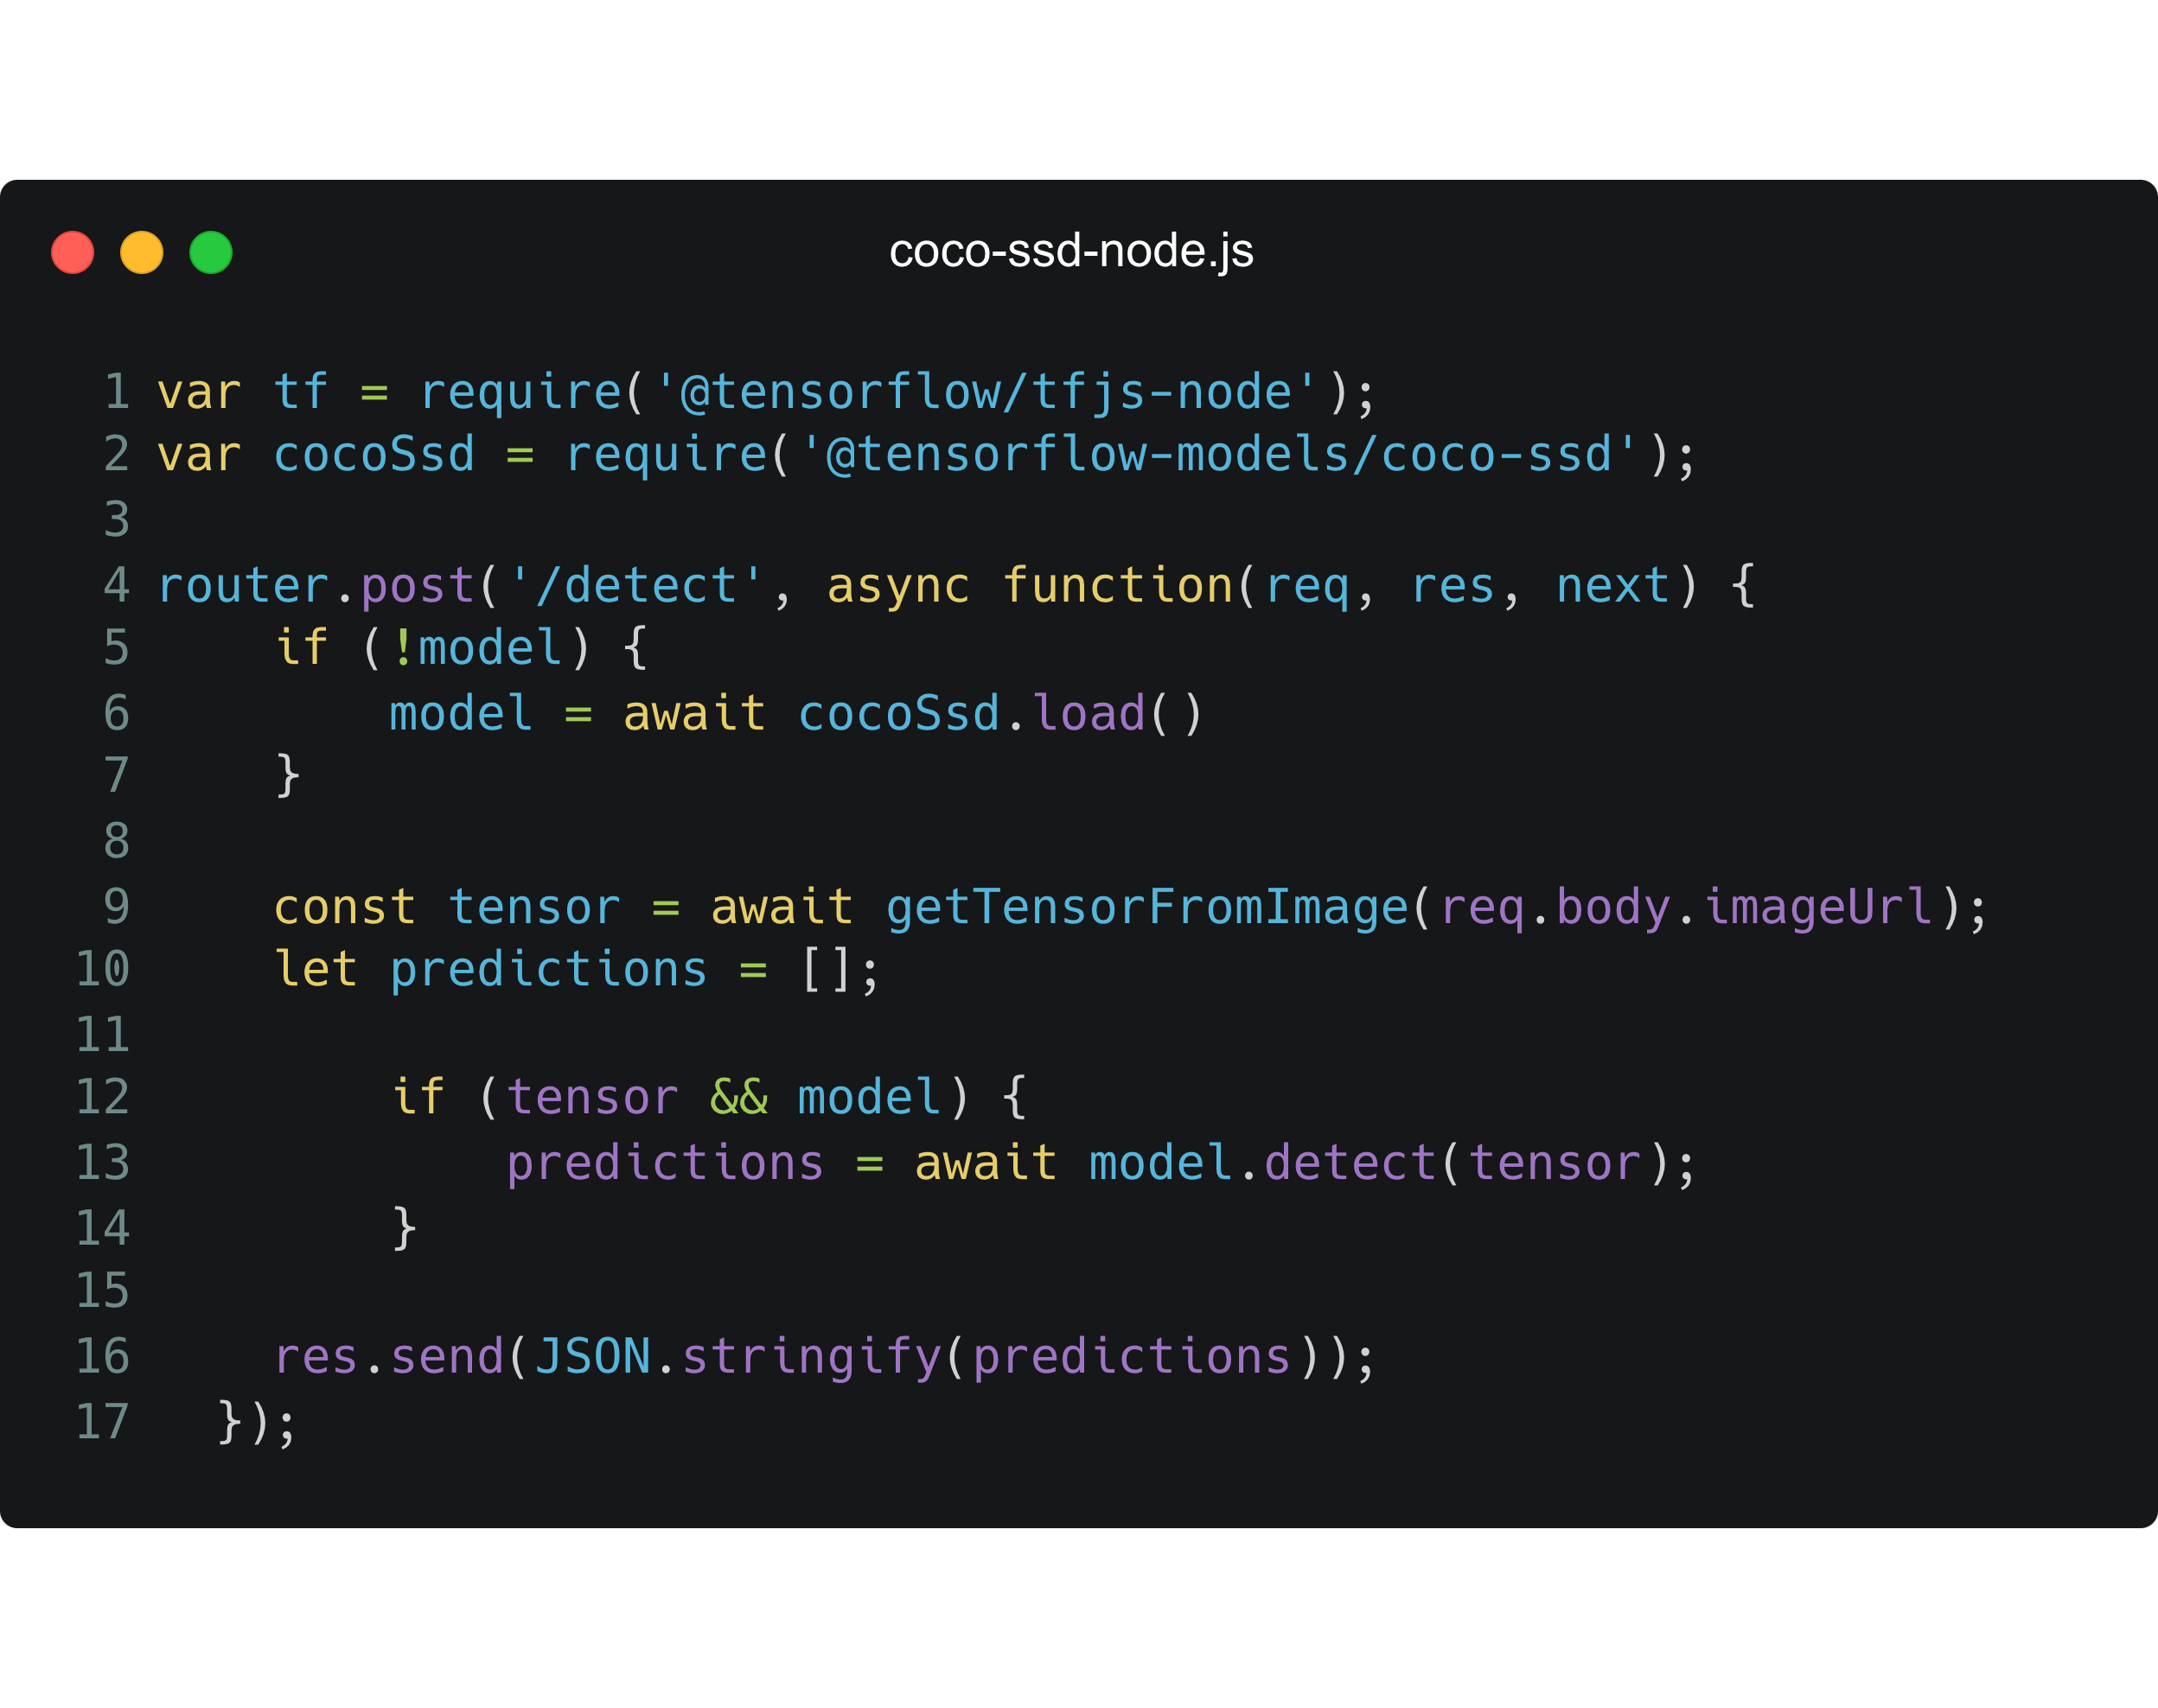 coco-ssd-node.js
1 var tf = require('@tensorflow/tfjs-node');
2 var cocoSsd = require('@tensorflow-models/coco-ssd');
3
4 router.post('/detect', async function(req, res, next) {
5     if (!model) {
6         model = await cocoSsd.load()
7     }
8
9     const tensor = await getTensorFromImage(req.body.imageUrl);
10     let predictions = [];
11
12         if (tensor && model) {
13             predictions = await model.detect(tensor);
14         }
15
16     res.send(JSON.stringify(predictions));
17   });